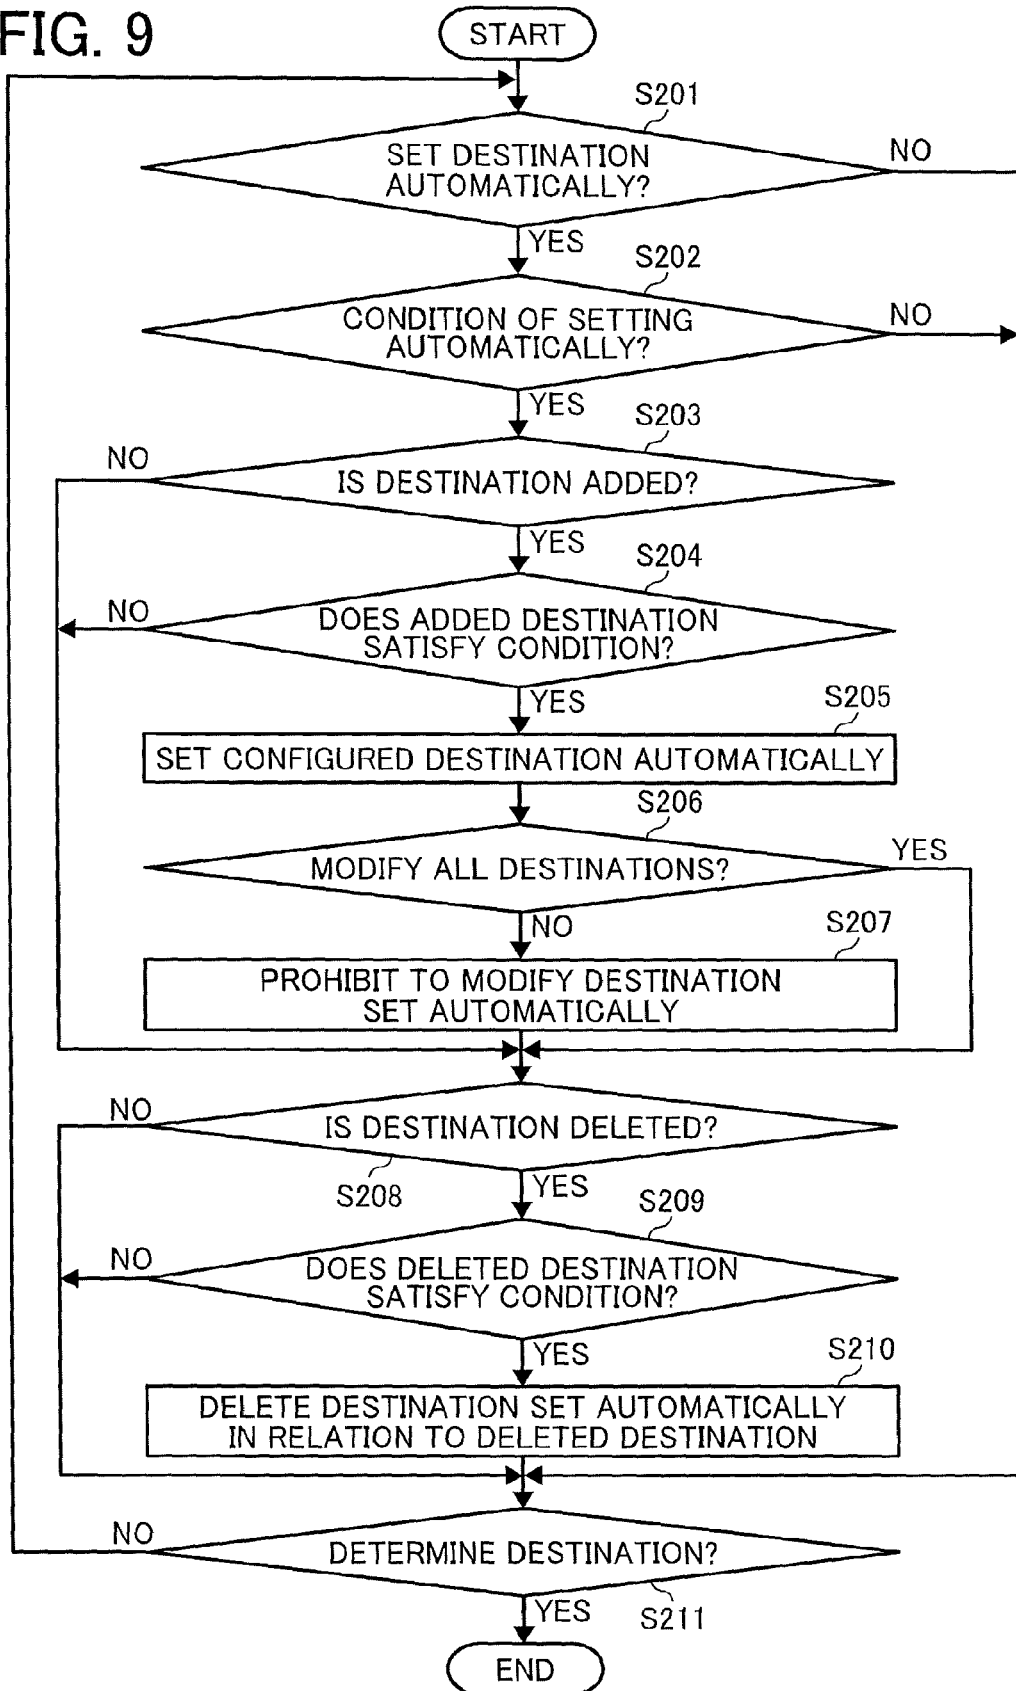 FIG. 9
START
S201
SET DESTINATION
AUTOMATICALLY?
NO
YES
S202
CONDITION OF SETTING
AUTOMATICALLY?
NO
YES
S203
NO
IS DESTINATION ADDED?
YES
S204
NO
DOES ADDED DESTINATION
SATISFY CONDITION?
YES
S205
SET CONFIGURED DESTINATION AUTOMATICALLY
S206
MODIFY ALL DESTINATIONS?
YES
NO
S207
PROHIBIT TO MODIFY DESTINATION
SET AUTOMATICALLY
NO
IS DESTINATION DELETED?
S208
YES
S209
NO
DOES DELETED DESTINATION
SATISFY CONDITION?
YES
S210
DELETE DESTINATION SET AUTOMATICALLY
IN RELATION TO DELETED DESTINATION
NO
DETERMINE DESTINATION?
YES
S211
END